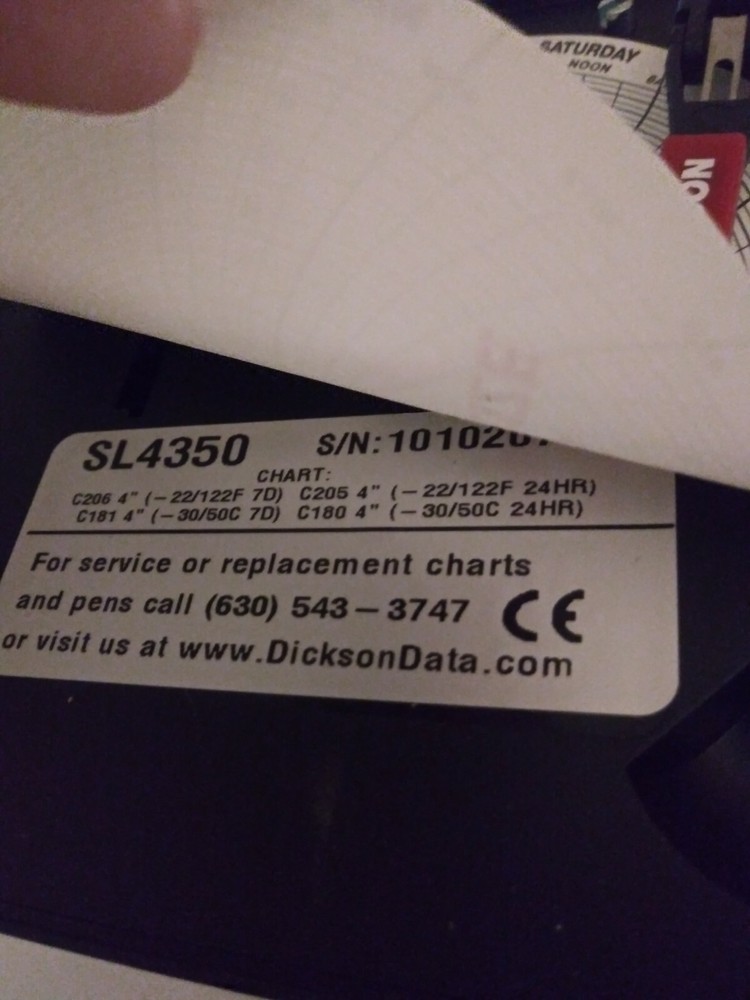 SATURDAY
NOON
SL4350 S/N:
CHART:
C206 4" (−22/122F 7D) C205 4" (−22/122F 24HR)
C181 4" (−30/50C 7D) C180 4" (−30/50C 24HR)
For service or replacement charts
and pens call (630) 543−3747 CE
or visit us at www.DicksonData.com